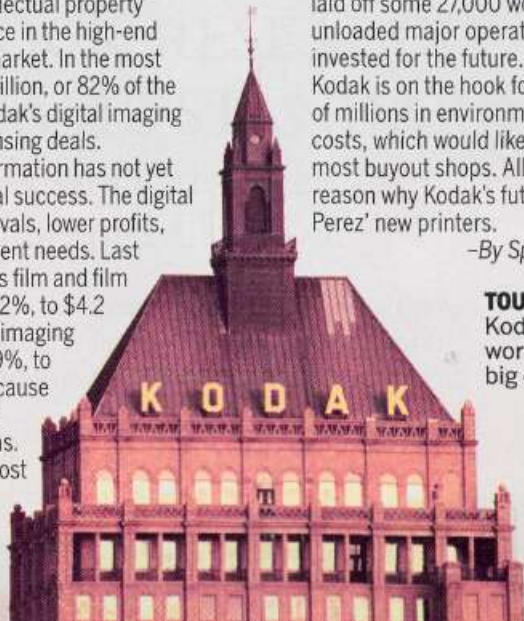 lectual property
ce in the high-end
arket. In the most
illion, or 82% of the
dak's digital imaging
nsing deals.
rmation has not yet
al success. The digital
vals, lower profits,
ent needs. Last
s film and film
2%, to $4.2
imaging
9%, to
cause
ns.
ost
laid off some 27,000 w
unloaded major operat
invested for the future.
Kodak is on the hook fo
of millions in environm
costs, which would like
most buyout shops. All
reason why Kodak's fut
Perez' new printers.
–By Sp
TOU
Kod
wor
big
KODAK